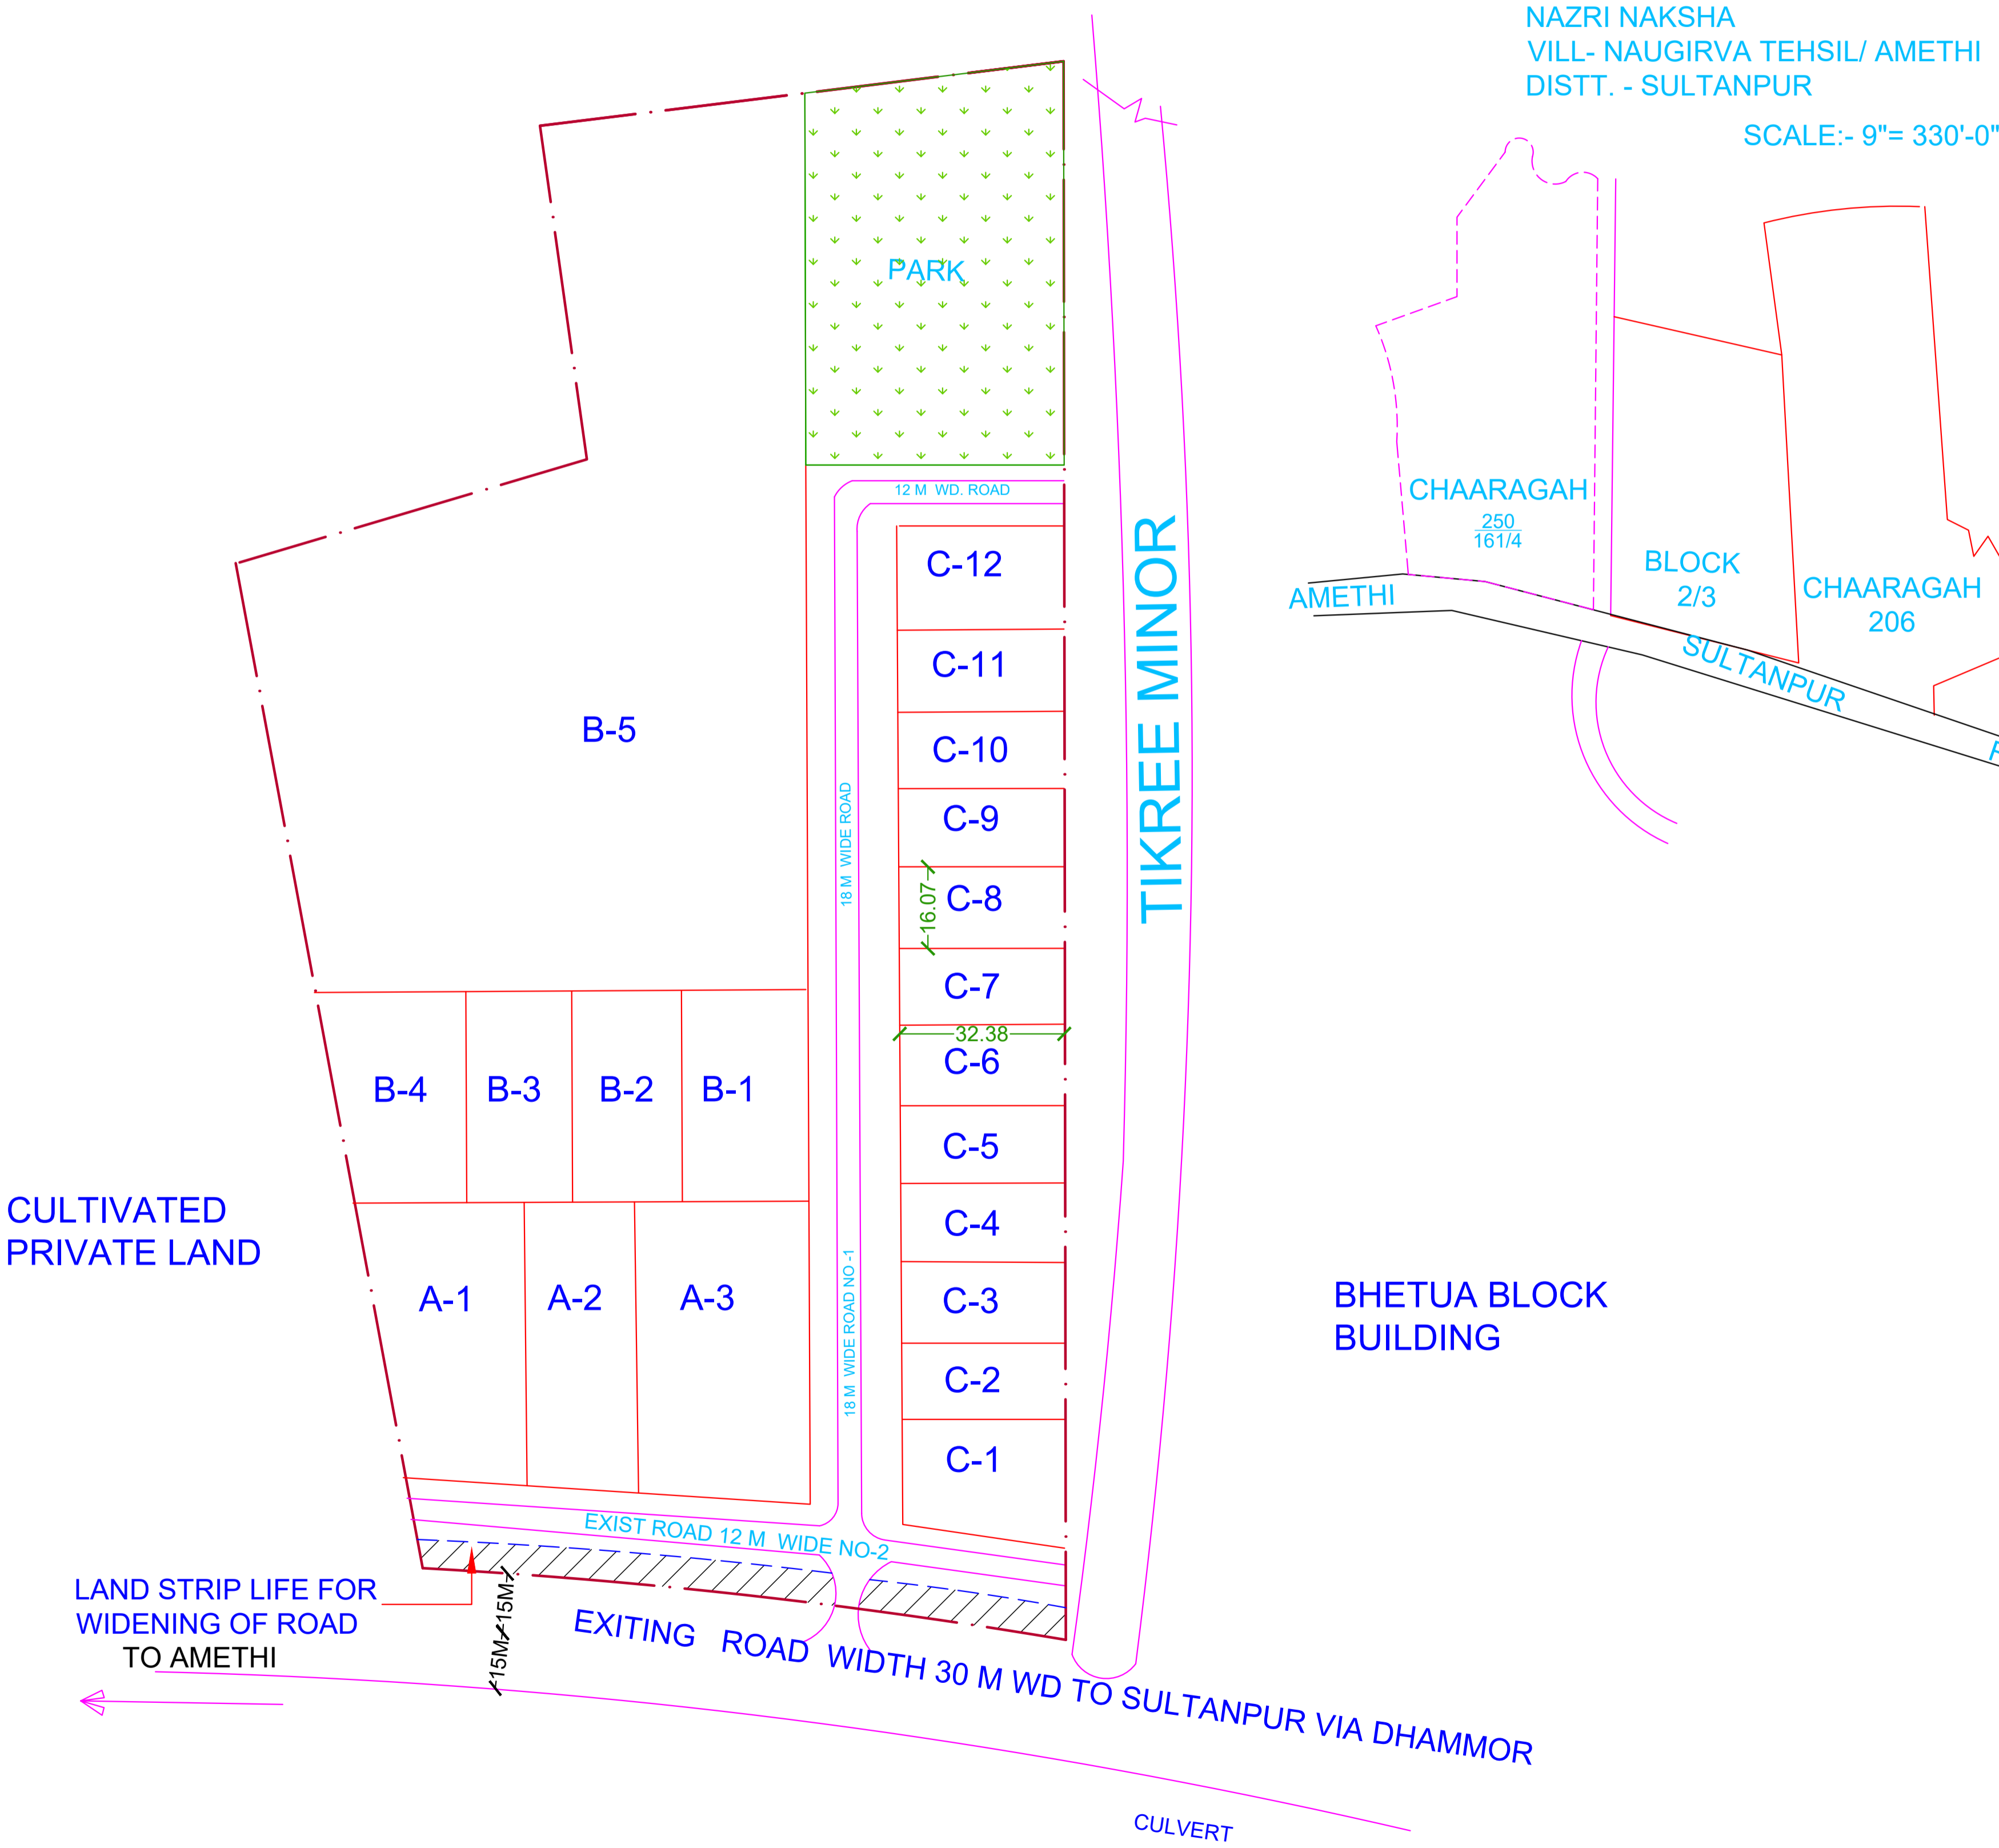 NAZRI NAKSHA
VILL- NAUGIRVA TEHSIL/ AMETHI
DISTT. - SULTANPUR
SCALE:- 9"= 330'-0"
PARK
12 M WD. ROAD
CHAARAGAH
250
161/4
BLOCK
2/3
CHAARAGAH
206
AMETHI
SULTANPUR
C-12
C-11
C-10
C-9
C-8
C-7
C-6
C-5
C-4
C-3
C-2
C-1
16.07
32.38
TIKREE MINOR
18 M WIDE ROAD
18 M WIDE ROAD NO -1
B-5
B-4
B-3
B-2
B-1
A-1
A-2
A-3
CULTIVATED
PRIVATE LAND
BHETUA BLOCK
BUILDING
EXIST ROAD 12 M WIDE NO-2
LAND STRIP LIFE FOR
WIDENING OF ROAD
TO AMETHI
15M
15M
EXITING ROAD WIDTH 30 M WD TO SULTANPUR VIA DHAMMOR
CULVERT